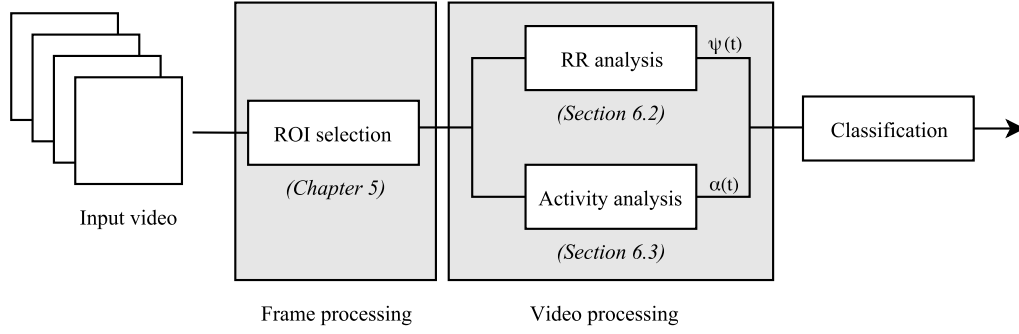 Input video
ROI selection
(Chapter 5)
Frame processing
RR analysis
(Section 6.2)
ψ(t)
Activity analysis
(Section 6.3)
α(t)
Video processing
Classification